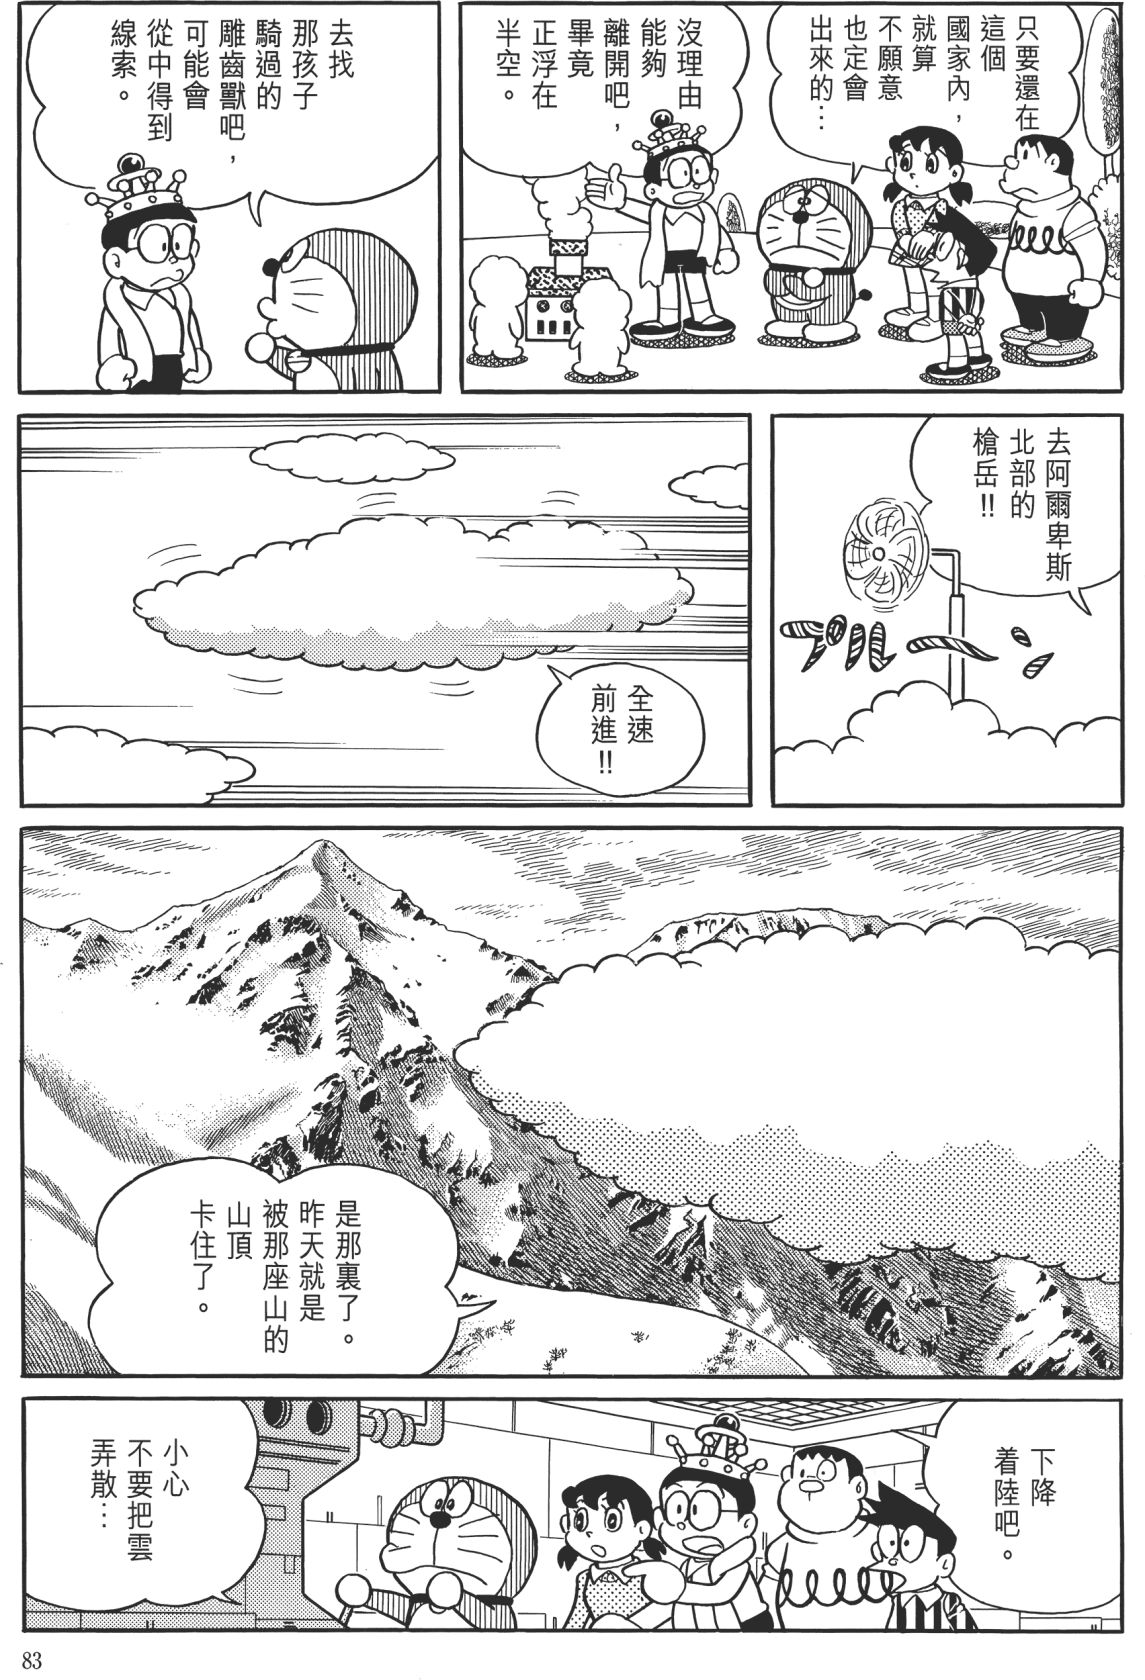 只要還在
這個
國家內，
就算
不願意
也定會
出來的…
沒理由
能夠
離開吧，
畢竟
正浮在
半空。
去找
那孩子
騎過的
雕齒獸吧，
可能會
從中得到
線索。
去阿爾卑斯
北部的
槍岳!!
プルーン
全速
前進!!
是那裏了。
昨天就是
被那座山的
山頂
卡住了。
下降
着陸吧。
小心
不要把雲
弄散…
83